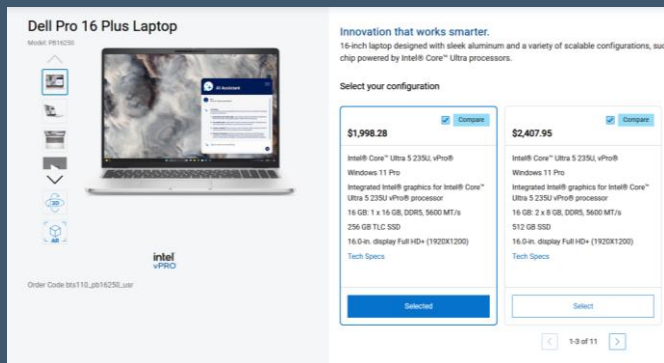 Dell Pro 16 Plus Laptop
Model: PB16250
AI Assistant
3D
AR
intel
vPRO
Order Code bts110_pb16250_usr
Innovation that works smarter.
16-inch laptop designed with sleek aluminum and a variety of scalable configurations, suc
chip powered by Intel® Core™ Ultra processors.
Select your configuration
Compare
$1,998.28
Intel® Core™ Ultra 5 235U, vPro®
Windows 11 Pro
Integrated Intel® graphics for Intel® Core™
Ultra 5 235U vPro® processor
16 GB: 1 x 16 GB, DDR5, 5600 MT/s
256 GB TLC SSD
16.0-in. display Full HD+ (1920X1200)
Tech Specs
Selected
Compare
$2,407.95
Intel® Core™ Ultra 5 235U, vPro®
Windows 11 Pro
Integrated Intel® graphics for Intel® Core™
Ultra 5 235U vPro® processor
16 GB: 2 x 8 GB, DDR5, 5600 MT/s
512 GB SSD
16.0-in. display Full HD+ (1920X1200)
Tech Specs
Select
1-3 of 11